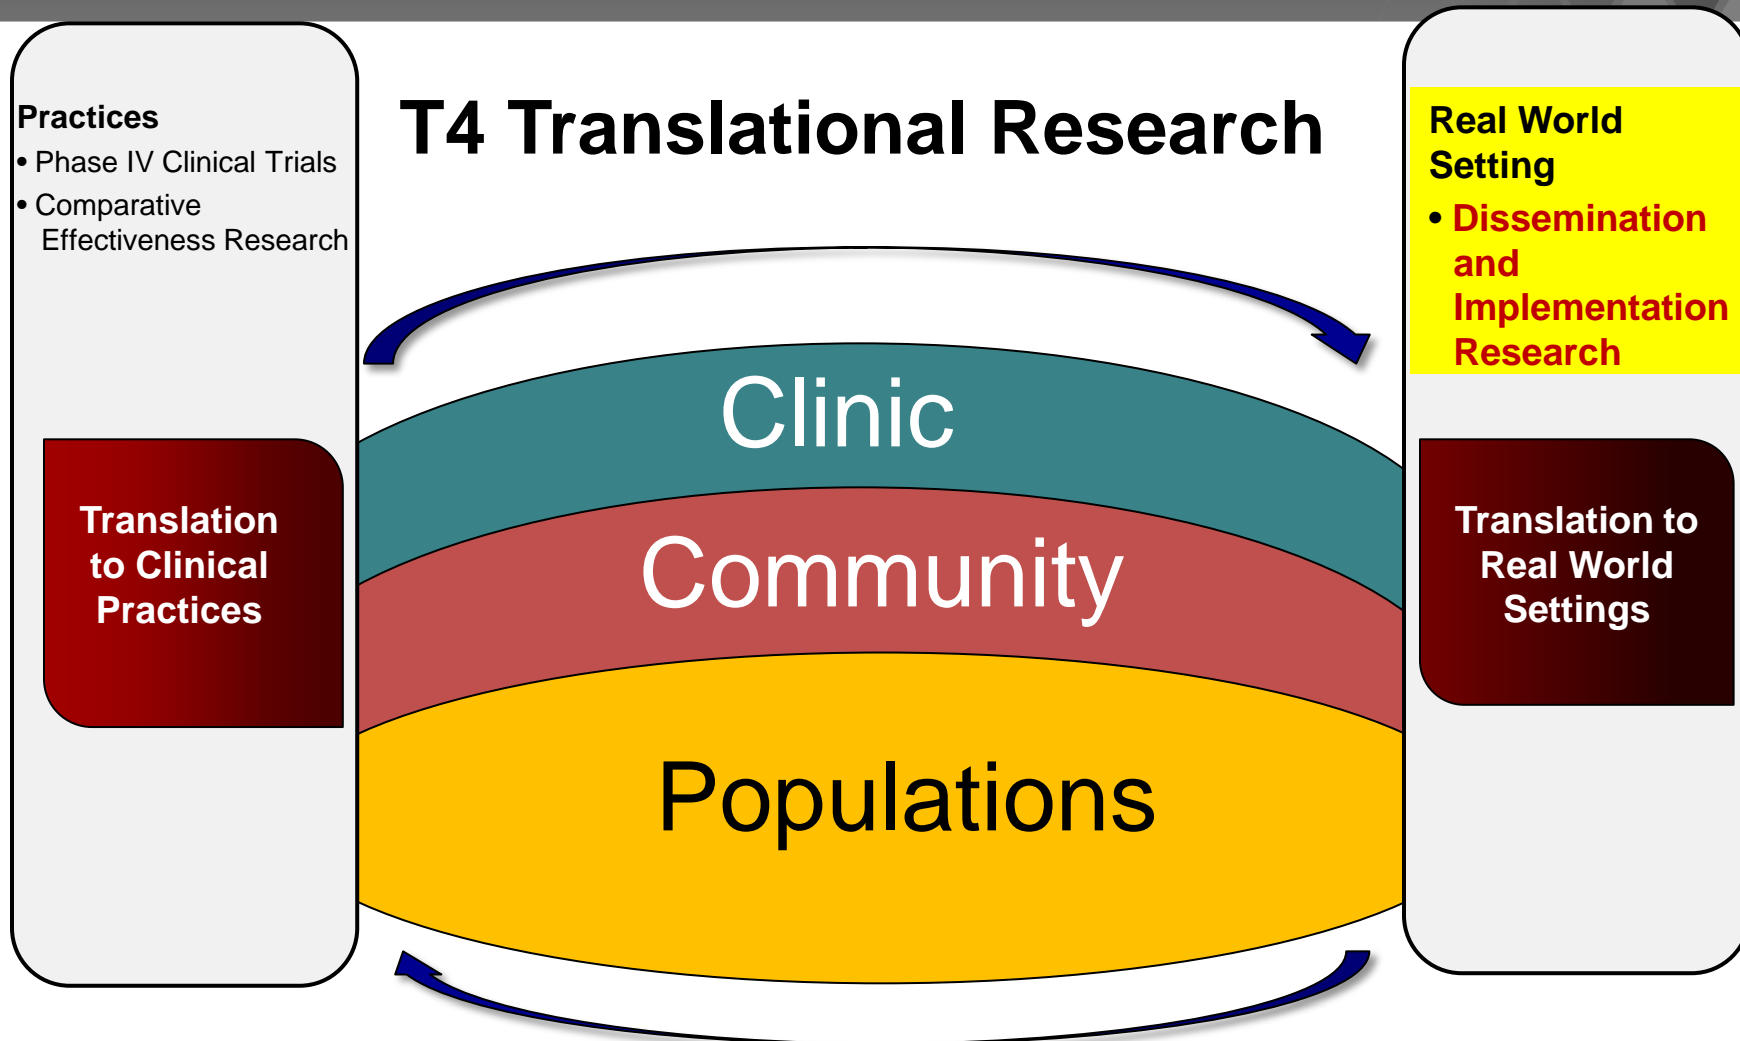 T4 Translational Research
Practices
• Phase IV Clinical Trials
• Comparative
Effectiveness Research
Translation
to Clinical
Practices
Clinic
Community
Populations
Real World
Setting
• Dissemination
and
Implementation
Research
Translation to
Real World
Settings